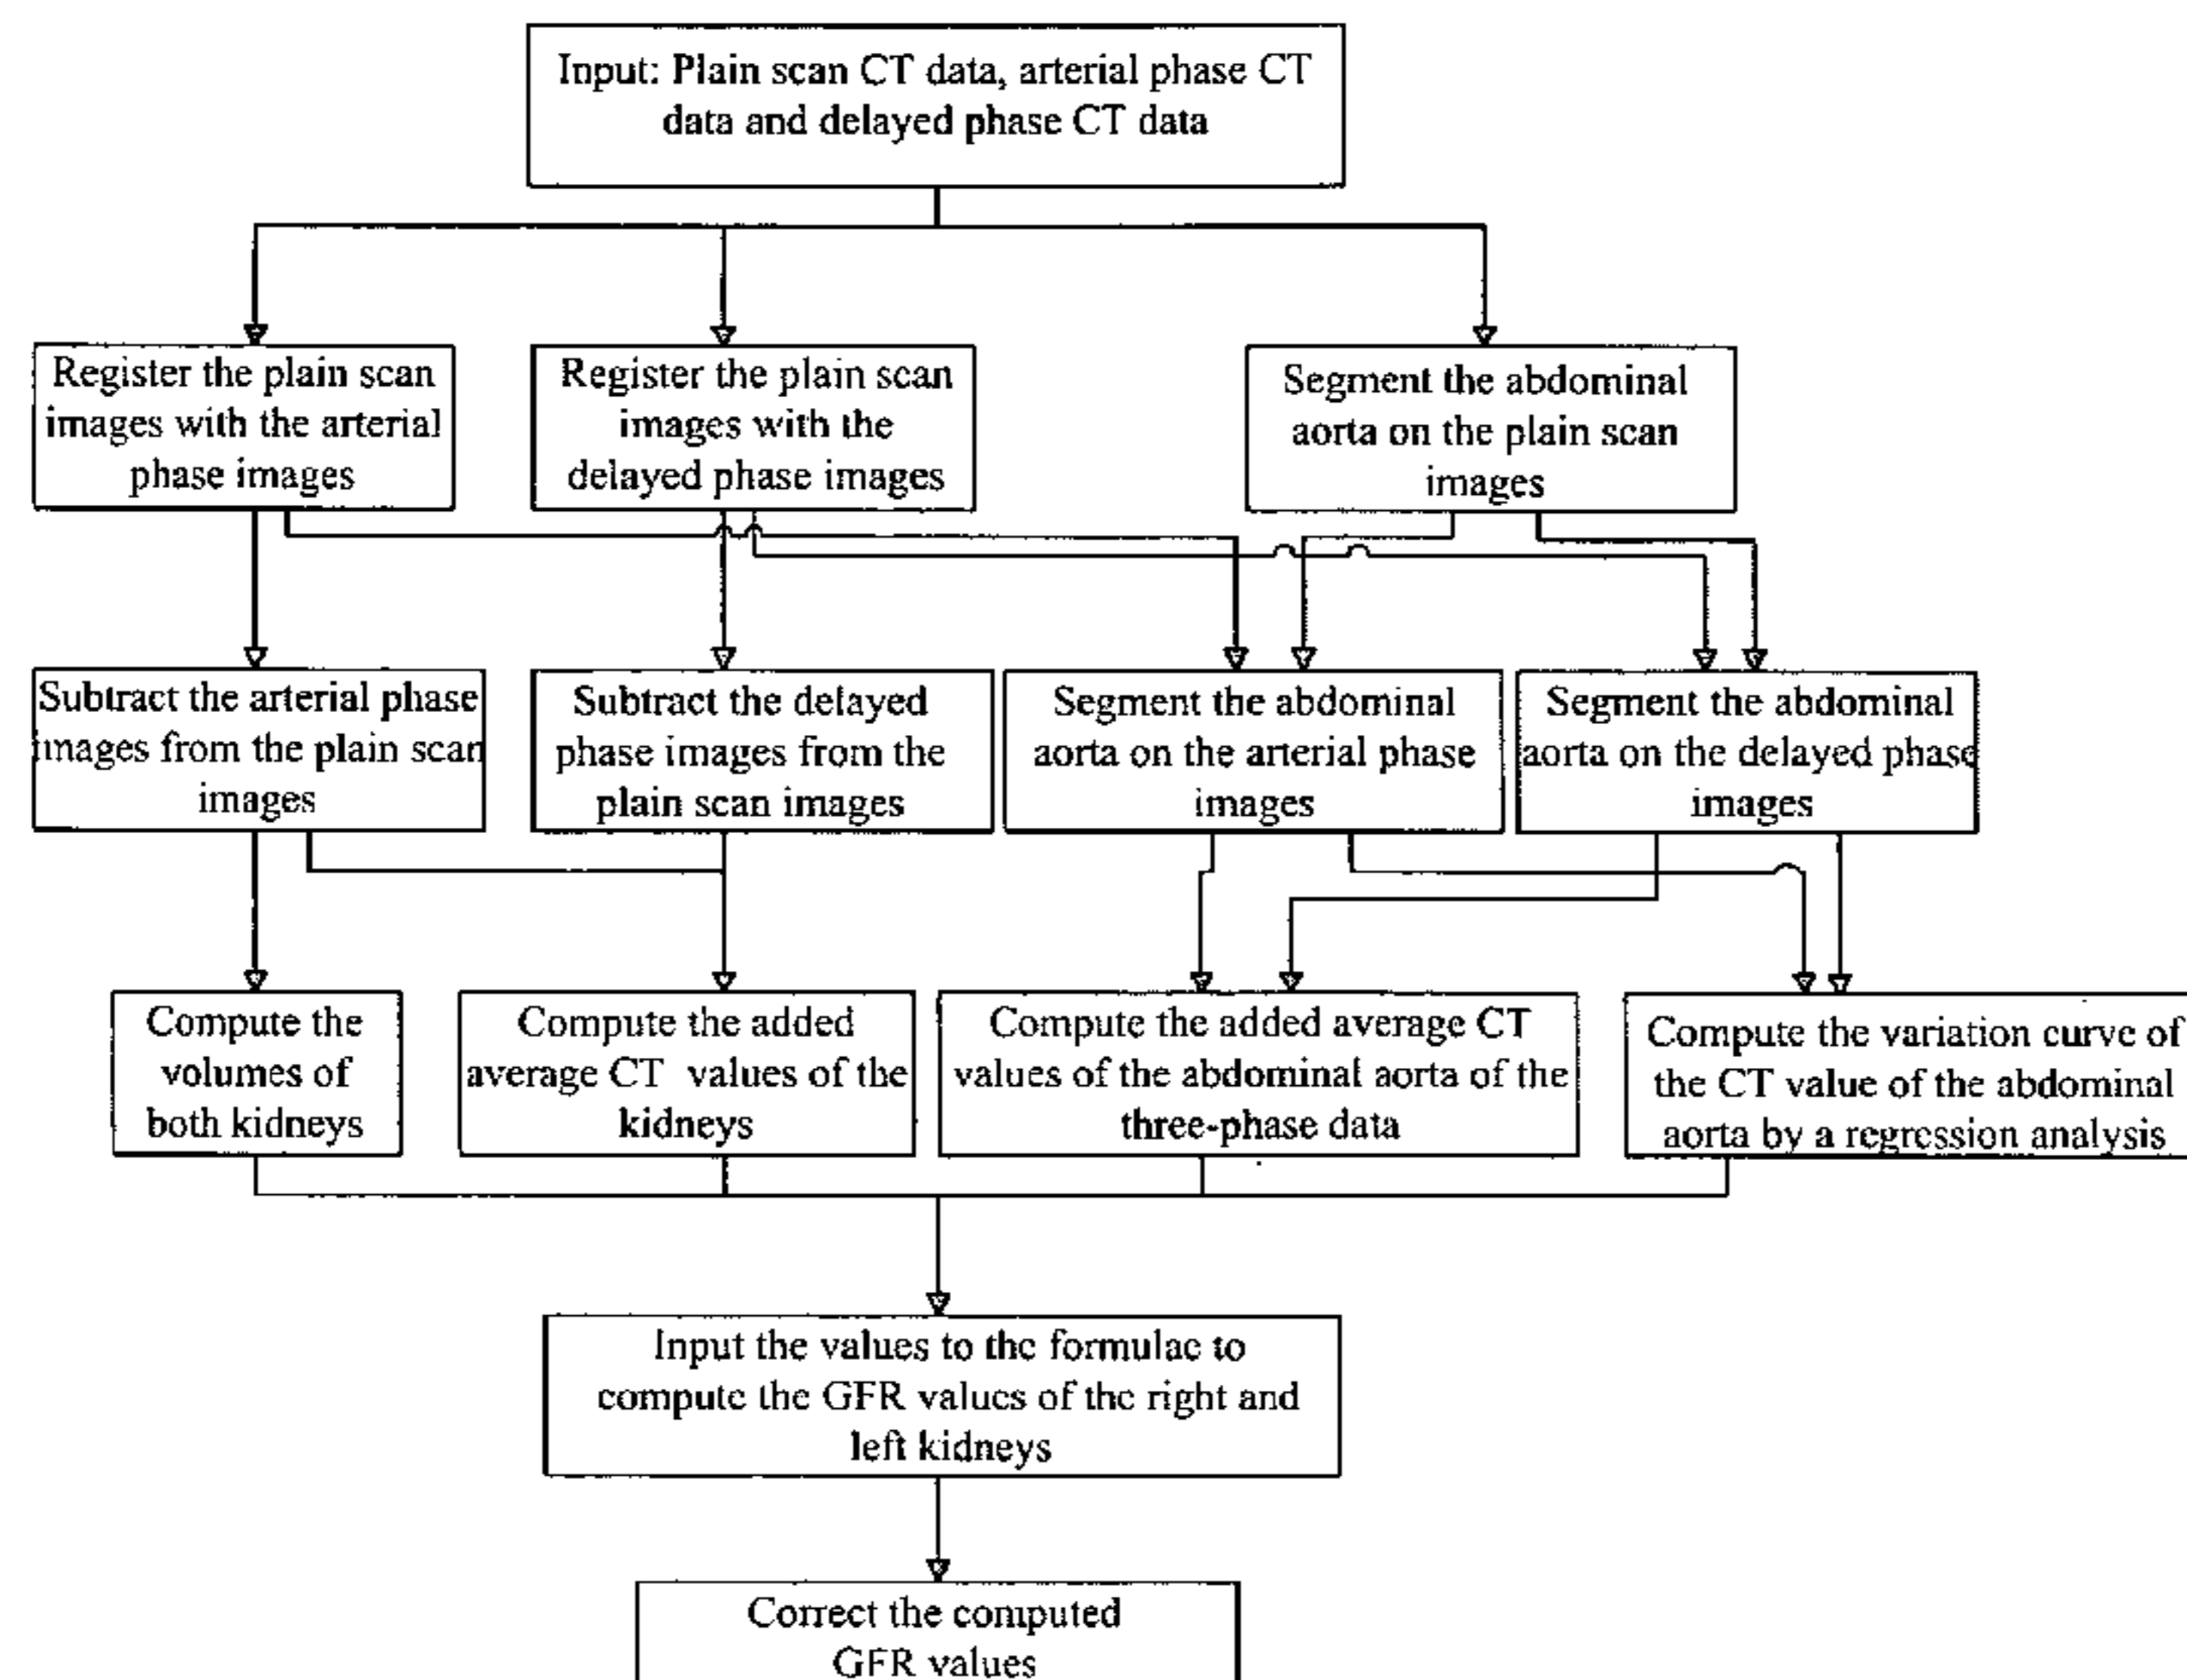 Input: Plain scan CT data, arterial phase CT
data and delayed phase CT data
Register the plain scan
images with the arterial
phase images
Register the plain scan
images with the
delayed phase images
Segment the abdominal
aorta on the plain scan
images
Subtract the arterial phase
images from the plain scan
images
Subtract the delayed
phase images from the
plain scan images
Segment the abdominal
aorta on the arterial phase
images
Segment the abdominal
aorta on the delayed phase
images
Compute the
volumes of
both kidneys
Compute the added
average CT values of the
kidneys
Compute the added average CT
values of the abdominal aorta of the
three-phase data
Compute the variation curve of
the CT value of the abdominal
aorta by a regression analysis
Input the values to the formulae to
compute the GFR values of the right and
left kidneys
Correct the computed
GFR values